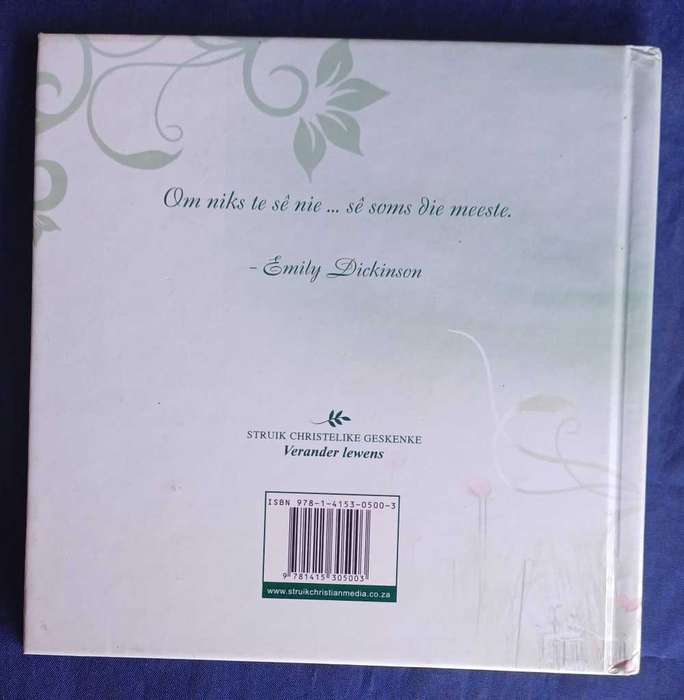 Om niks te sê nie ... sê soms die meeste.
- Emily Dickinson
STRUIK CHRISTELIKE GESKENKE
Verander lewens
ISBN 978-1-4153-0500-3
9 781415 305003
www.struikchristianmedia.co.za